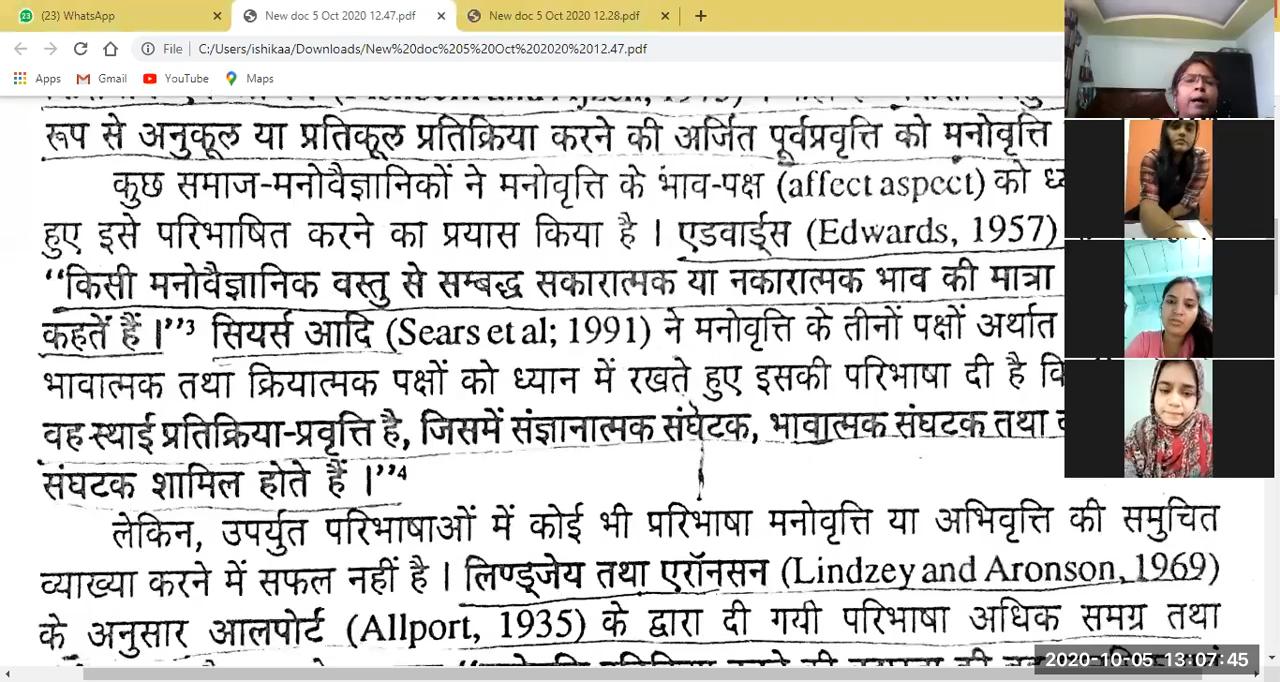 (23) WhatsApp
New doc 5 Oct 2020 12.47.pdf
New doc 5 Oct 2020 12.28.pdf
File
C:/Users/ishikaa/Downloads/New%20doc%205%20Oct%202020%2012.47.pdf
Apps Gmail YouTube Maps
रूप से अनुकूल या प्रतिकूल प्रतिक्रिया करने की अर्जित पूर्वप्रवृत्ति को मनोवृत्ति
कुछ समाज-मनोवैज्ञानिकों ने मनोवृत्ति के भाव-पक्ष (affect aspect) को
हुए इसे परिभाषित करने का प्रयास किया है । एडवार्ड्स (Edwards, 1957)
“किसी मनोवैज्ञानिक वस्तु से सम्बद्ध सकारात्मक या नकारात्मक भाव की मात्रा
कहतें हैं ।”³ सियर्स आदि (Sears et al; 1991) ने मनोवृत्ति के तीनों पक्षों अर्थात
भावात्मक तथा क्रियात्मक पक्षों को ध्यान में रखते हुए इसकी परिभाषा दी है
वह स्थाई प्रतिक्रिया-प्रवृत्ति है, जिसमें संज्ञानात्मक संघटक, भावात्मक संघटक तथा
संघटक शामिल होते हैं ।”⁴
लेकिन, उपर्युत परिभाषाओं में कोई भी परिभाषा मनोवृत्ति या अभिवृत्ति की समुचित
व्याख्या करने में सफल नहीं है । लिण्ड्जेय तथा एरॉनसन (Lindzey and Aronson, 1969)
के अनुसार आलपोर्ट (Allport, 1935) के द्वारा दी गयी परिभाषा अधिक समग्र तथा
2020-10-05 13:07:45